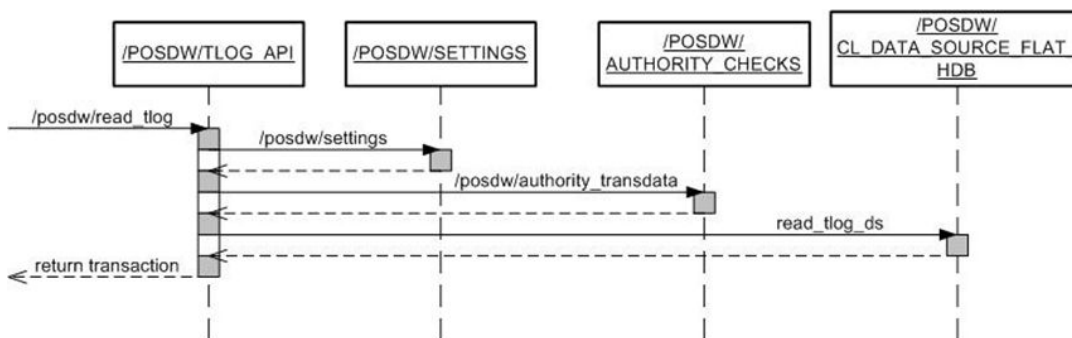 /POSDW/TLOG_API
/POSDW/SETTINGS
/POSDW/
AUTHORITY_CHECKS
/POSDW/
CL_DATA_SOURCE_FLAT_
HDB
/posdw/read_tlog
/posdw/settings
/posdw/authority_transdata
read_tlog_ds
return transaction